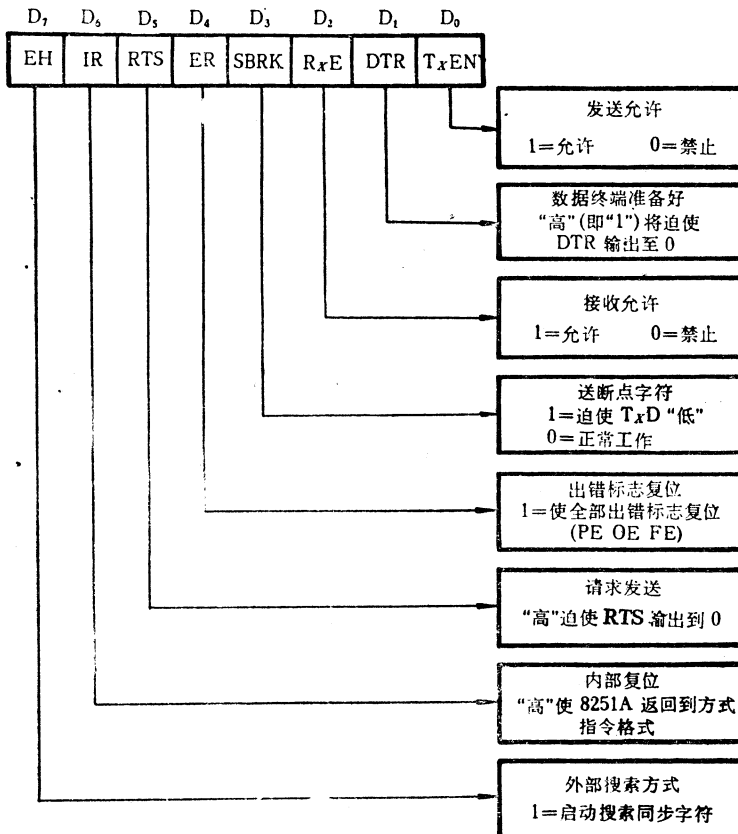 D₇ D₆ D₅ D₄ D₃ D₂ D₁ D₀
EH IR RTS ER SBRK RxE DTR TxEN
发送允许
1=允许 0=禁止
数据终端准备好
“高”(即“1”)将迫使
DTR 输出至 0
接收允许
1=允许 0=禁止
送断点字符
1=迫使 TxD “低”
0=正常工作
出错标志复位
1=使全部出错标志复位
(PE OE FE)
请求发送
“高”迫使 RTS 输出到 0
内部复位
“高”使 8251A 返回到方式
指令格式
外部搜索方式
1=启动搜索同步字符